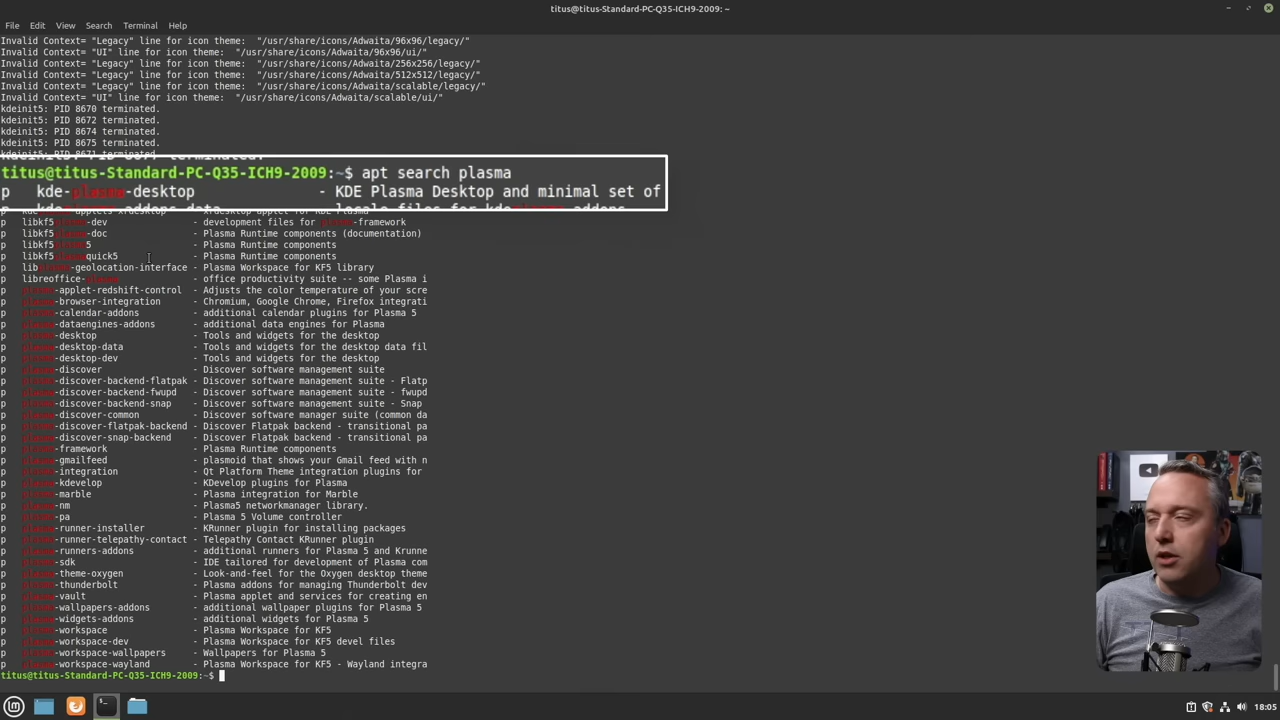 titus@titus-Standard-PC-Q35-ICH9-2009: ~
File Edit View Search Terminal Help
Invalid Context= "Legacy" line for icon theme:  "/usr/share/icons/Adwaita/96x96/legacy/"
Invalid Context= "UI" line for icon theme:  "/usr/share/icons/Adwaita/96x96/ui/"
Invalid Context= "Legacy" line for icon theme:  "/usr/share/icons/Adwaita/256x256/legacy/"
Invalid Context= "Legacy" line for icon theme:  "/usr/share/icons/Adwaita/512x512/legacy/"
Invalid Context= "Legacy" line for icon theme:  "/usr/share/icons/Adwaita/scalable/legacy/"
Invalid Context= "UI" line for icon theme:  "/usr/share/icons/Adwaita/scalable/ui/"
kdeinit5: PID 8670 terminated.
kdeinit5: PID 8672 terminated.
kdeinit5: PID 8674 terminated.
kdeinit5: PID 8675 terminated.
titus@titus-Standard-PC-Q35-ICH9-2009:~$ apt search plasma
p kde-plasma-desktop - KDE Plasma Desktop and minimal set of
p libkf5plasma-dev - development files for plasma-framework
p libkf5plasma-doc - Plasma Runtime components (documentation)
p libkf5plasma5 - Plasma Runtime components
p libkf5plasmaquick5 - Plasma Runtime components
p libplasma-geolocation-interface - Plasma Workspace for KF5 library
p libreoffice-plasma - office productivity suite -- some Plasma i
p plasma-applet-redshift-control - Adjusts the color temperature of your scre
p plasma-browser-integration - Chromium, Google Chrome, Firefox integrati
p plasma-calendar-addons - additional calendar plugins for Plasma 5
p plasma-dataengines-addons - additional data engines for Plasma
p plasma-desktop - Tools and widgets for the desktop
p plasma-desktop-data - Tools and widgets for the desktop data fil
p plasma-desktop-dev - Tools and widgets for the desktop
p plasma-discover - Discover software management suite
p plasma-discover-backend-flatpak - Discover software management suite - Flatp
p plasma-discover-backend-fwupd - Discover software management suite - fwupd
p plasma-discover-backend-snap - Discover software management suite - Snap
p plasma-discover-common - Discover software manager suite (common da
p plasma-discover-flatpak-backend - Discover Flatpak backend - transitional pa
p plasma-discover-snap-backend - Discover Flatpak backend - transitional pa
p plasma-framework - Plasma Runtime components
p plasma-gmailfeed - plasmoid that shows your Gmail feed with n
p plasma-integration - Qt Platform Theme integration plugins for
p plasma-kdevelop - KDevelop plugins for Plasma
p plasma-marble - Plasma integration for Marble
p plasma-nm - Plasma5 networkmanager library.
p plasma-pa - Plasma 5 Volume controller
p plasma-runner-installer - KRunner plugin for installing packages
p plasma-runner-telepathy-contact - Telepathy Contact KRunner plugin
p plasma-runners-addons - additional runners for Plasma 5 and Krunne
p plasma-sdk - IDE tailored for development of Plasma com
p plasma-theme-oxygen - Look-and-feel for the Oxygen desktop theme
p plasma-thunderbolt - Plasma addons for managing Thunderbolt dev
p plasma-vault - Plasma applet and services for creating en
p plasma-wallpapers-addons - additional wallpaper plugins for Plasma 5
p plasma-widgets-addons - additional widgets for Plasma 5
p plasma-workspace - Plasma Workspace for KF5
p plasma-workspace-dev - Plasma Workspace for KF5 devel files
p plasma-workspace-wallpapers - Wallpapers for Plasma 5
p plasma-workspace-wayland - Plasma Workspace for KF5 - Wayland integra
titus@titus-Standard-PC-Q35-ICH9-2009:~$
18:05